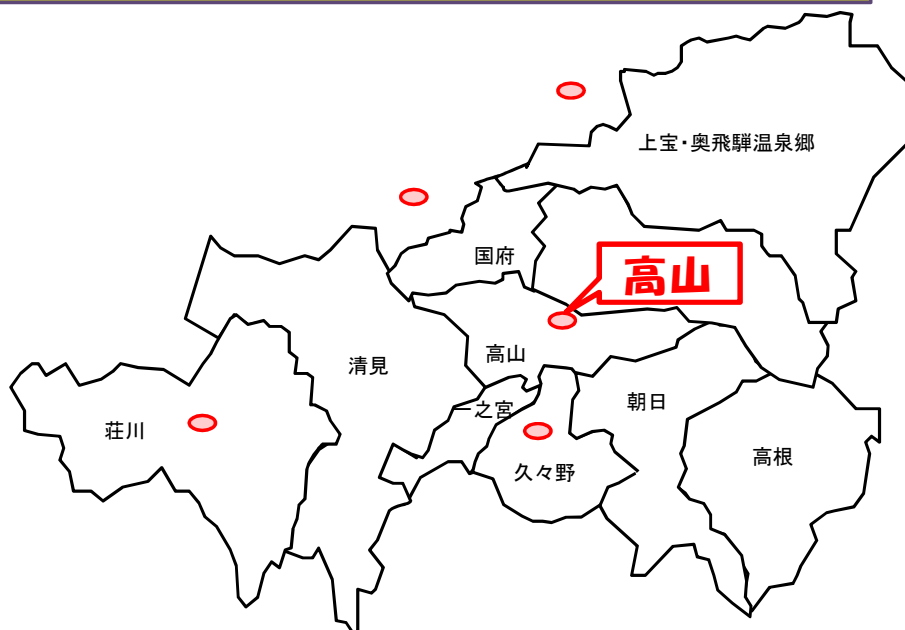 上宝・奥飛騨温泉郷
国府
高山
高山
清見
一之宮
朝日
荘川
久々野
高根